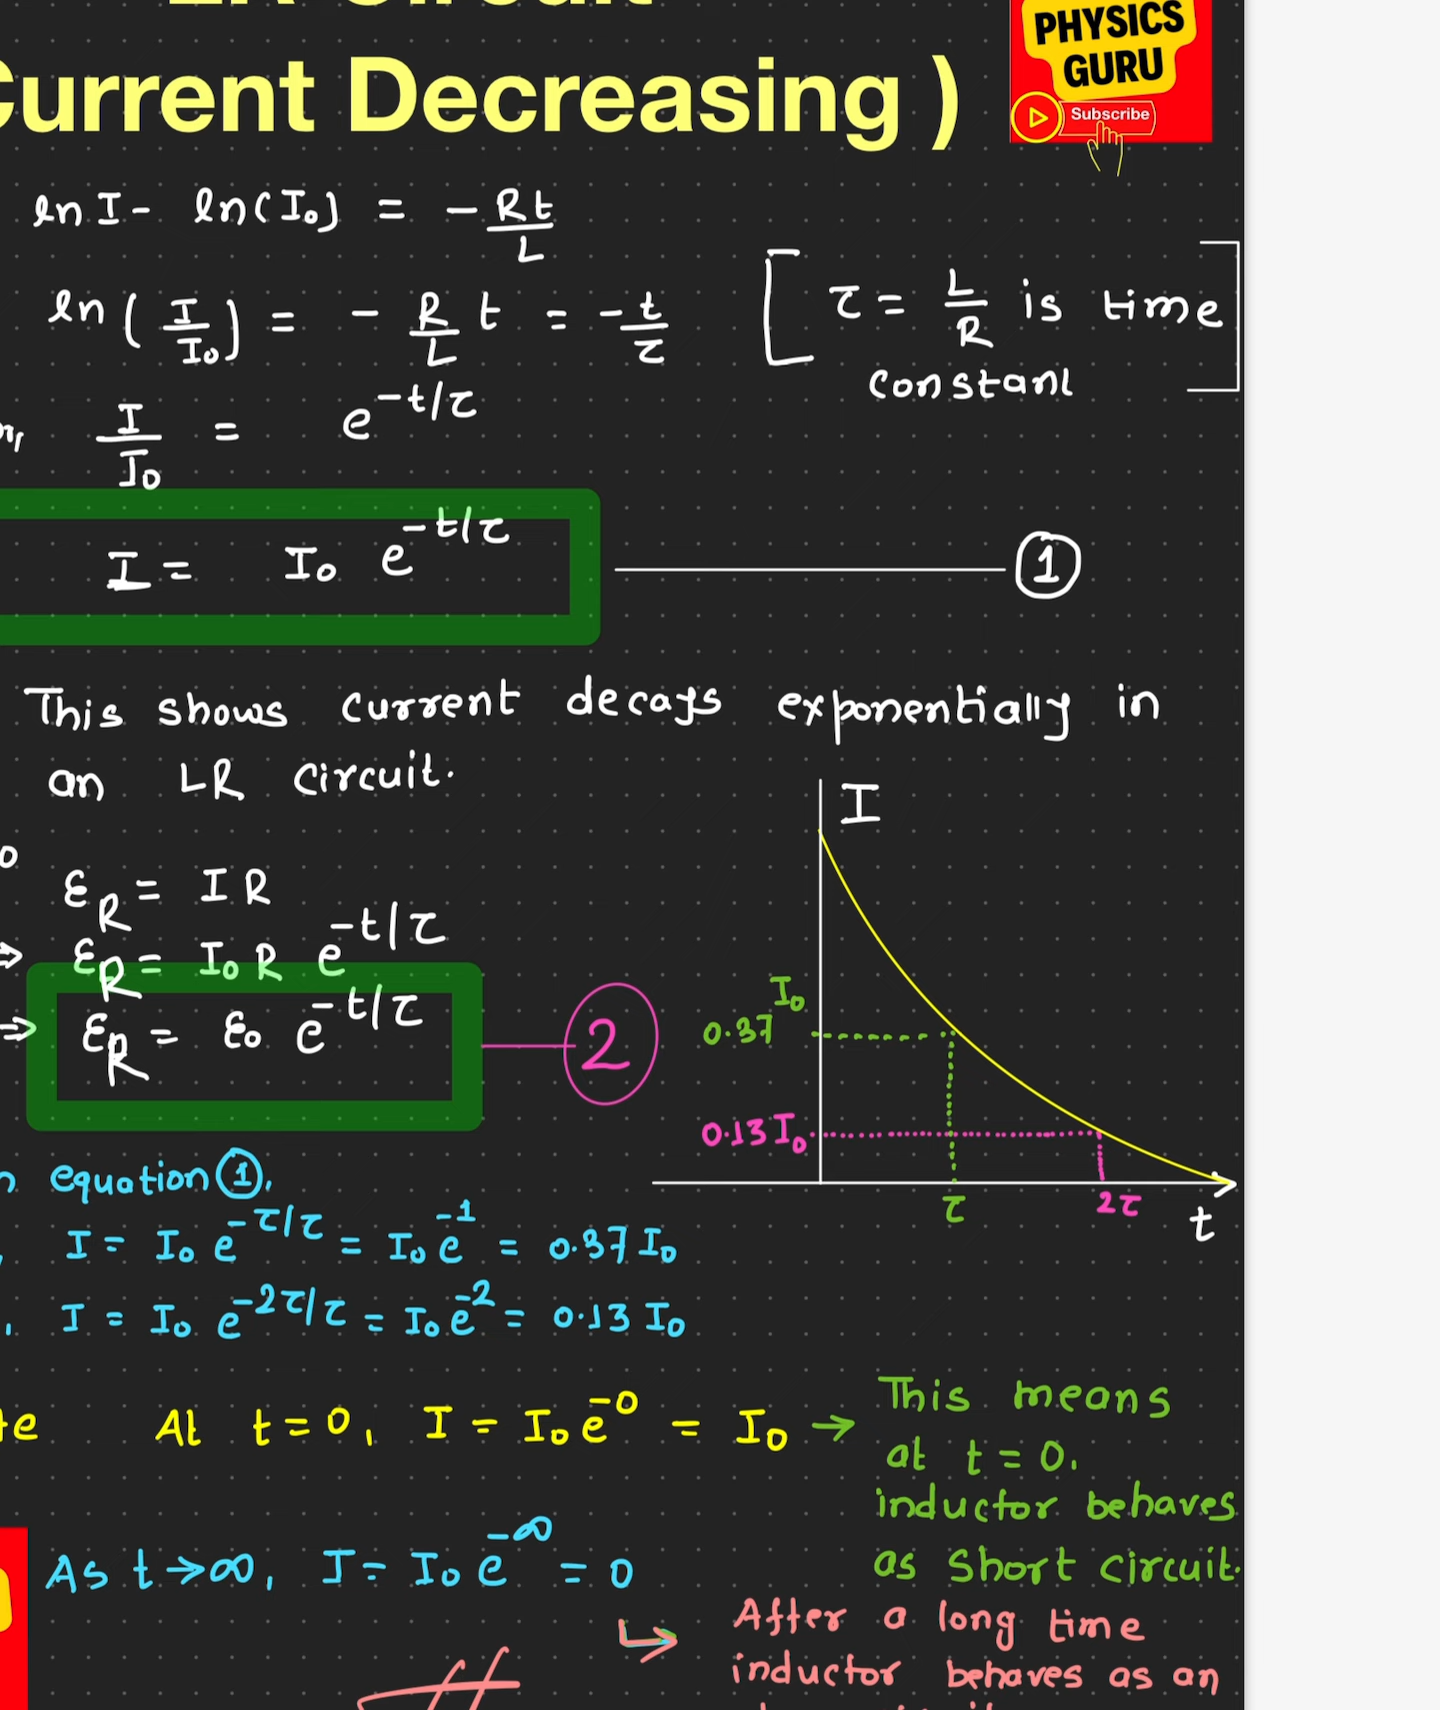 PHYSICS
GURU
Subscribe
Current Decreasing )
ln I - ln(I₀) = - Rt/L
ln(I/I₀) = - R/L t = - t/τ [ τ = L/R is time
constant ]
I/I₀ = e^-t/τ
I = I₀ e^-t/τ ① 
This shows current decays exponentially in
an LR circuit.
I
ε_R = IR
⇒ ε_R = I₀ R e^-t/τ
⇒ ε_R = ε₀ e^-t/τ 2
I₀
0.37
0.13 I₀
τ 2τ t
equation ①,
I = I₀ e^-τ/τ = I₀ e^-1 = 0.37 I₀
I = I₀ e^-2τ/τ = I₀ e^-2 = 0.13 I₀
At t = 0, I = I₀ e^-0 = I₀ → This means
at t = 0,
inductor behaves
as short circuit.
As t → ∞, I = I₀ e^-∞ = 0
↳ After a long time
inductor behaves as an